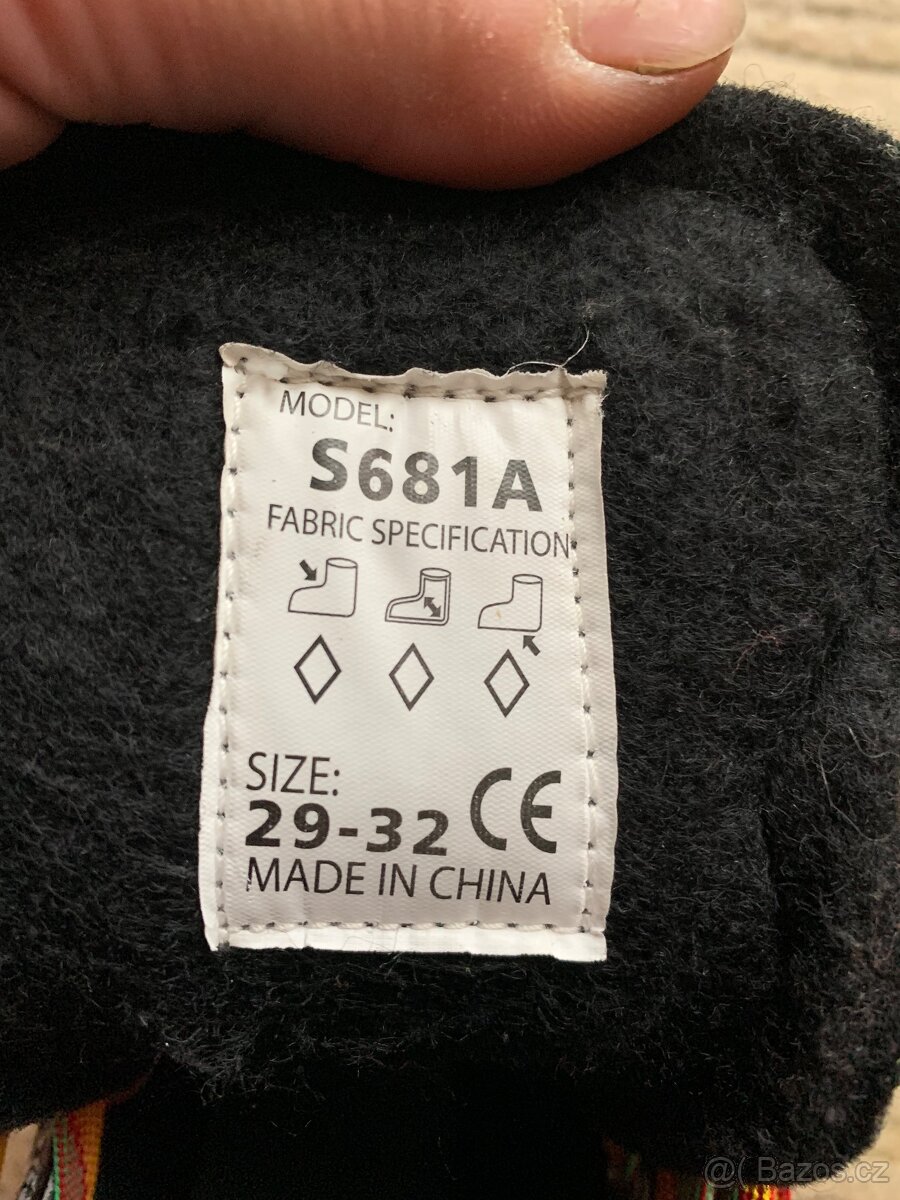 MODEL:
S681A
FABRIC SPECIFICATION
SIZE:
29-32
CE
MADE IN CHINA
@( Bazos.cz